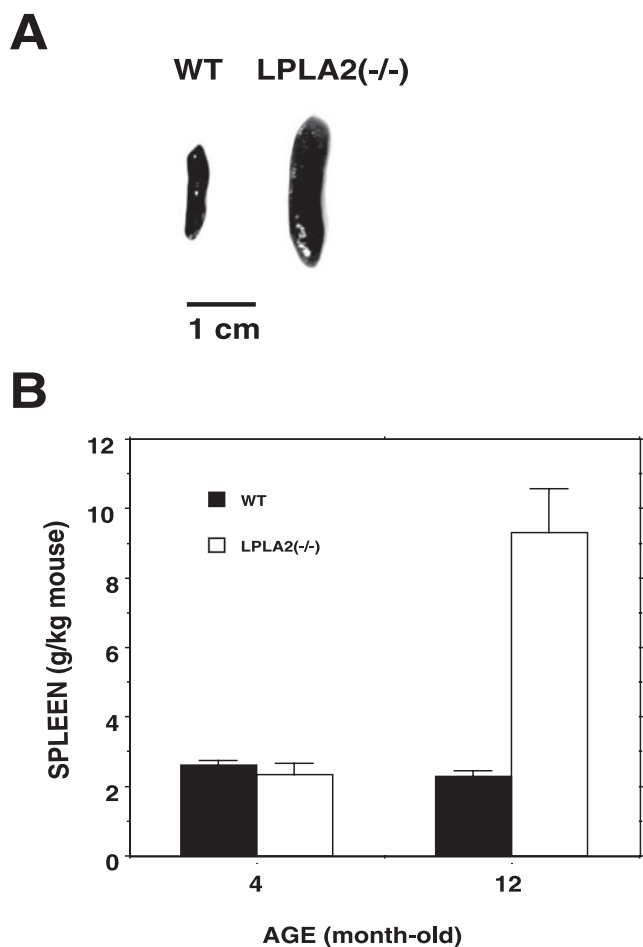 A
WT LPLA2(-/-)
1 cm
B
12
10
8
6
4
2
0
SPLEEN (g/kg mouse)
WT
LPLA2(-/-)
4 12
AGE (month-old)